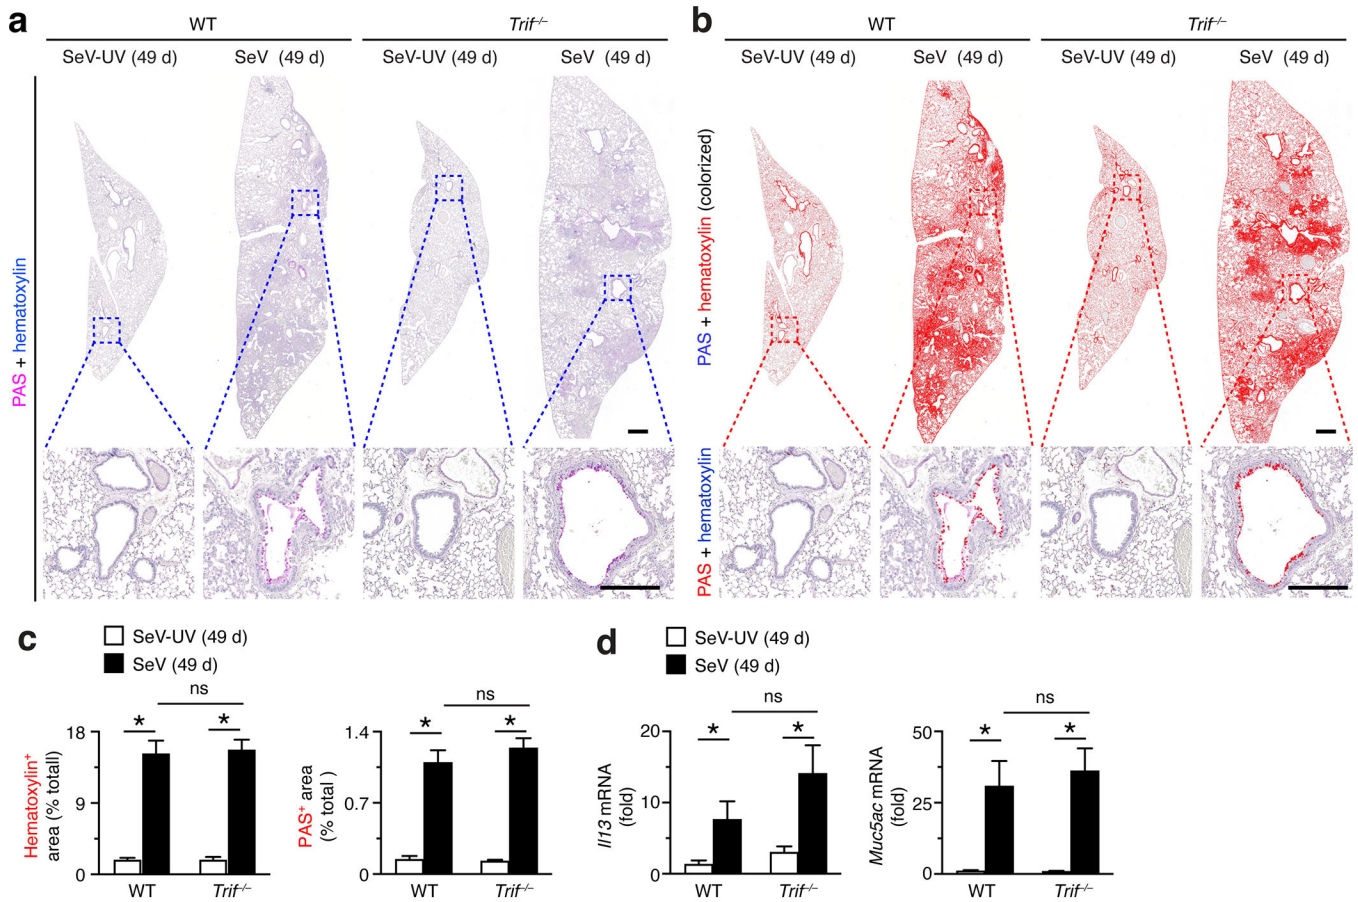 a
WT
Trif–/–
SeV-UV (49 d)
SeV (49 d)
SeV-UV (49 d)
SeV (49 d)
PAS + hematoxylin
b
WT
Trif–/–
SeV-UV (49 d)
SeV (49 d)
SeV-UV (49 d)
SeV (49 d)
PAS + hematoxylin (colorized)
PAS + hematoxylin
c
SeV-UV (49 d)
SeV (49 d)
ns
*
*
18
9
0
Hematoxylin+
area (% totall)
WT
Trif–/–
ns
*
*
1.4
0.7
0
PAS+ area
(% total )
WT
Trif–/–
d
SeV-UV (49 d)
SeV (49 d)
ns
*
*
20
10
0
Il13 mRNA
(fold)
WT
Trif–/–
ns
*
*
50
25
0
Muc5ac mRNA
(fold)
WT
Trif–/–